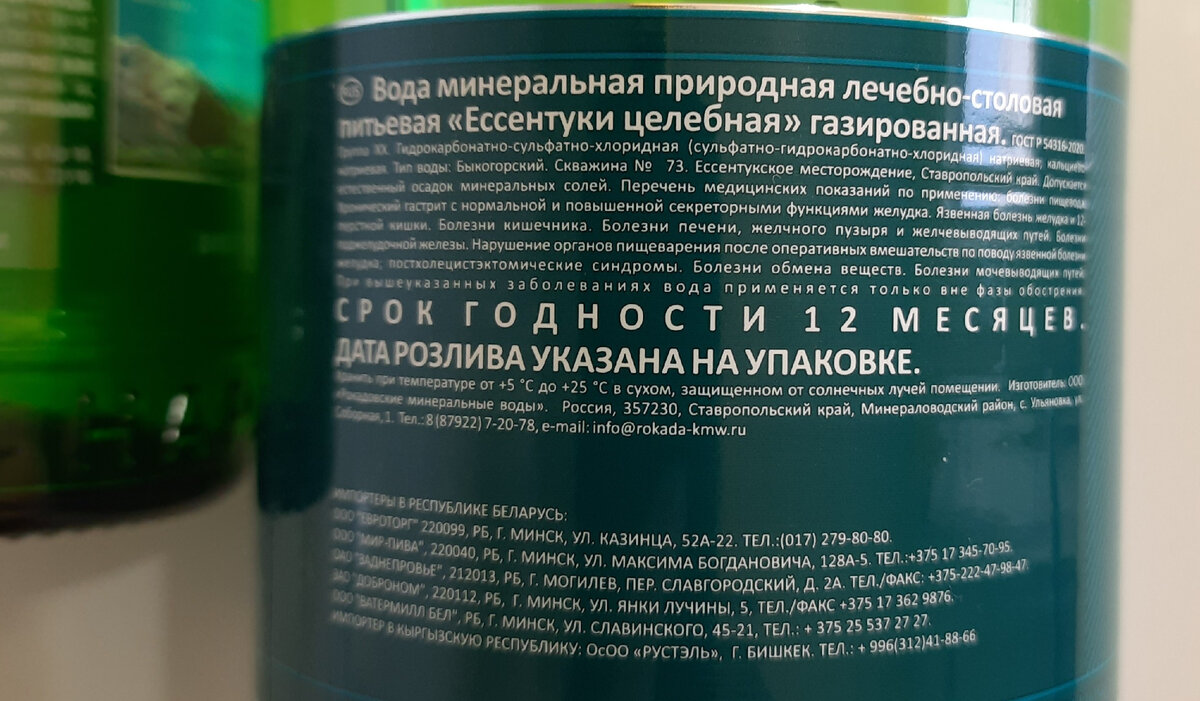 Вода минеральная природная лечебно-столовая
питьевая «Ессентуки целебная» газированная. ГОСТ Р 54316-2020.
Группа XX. Гидрокарбонатно-сульфатно-хлоридная (сульфатно-гидрокарбонатно-хлоридная) натриевая, кальциево-
Тип воды: Быкогорский. Скважина № 73. Ессентукское месторождение, Ставропольский край. Допускается
естественный осадок минеральных солей. Перечень медицинских показаний по применению: болезни пищевода.
Хронический гастрит с нормальной и повышенной секреторными функциями желудка. Язвенная болезнь желудка и 12-
перстной кишки. Болезни кишечника. Болезни печени, желчного пузыря и желчевыводящих путей. Болезни
поджелудочной железы. Нарушение органов пищеварения после оперативных вмешательств по поводу язвенной болезни
желудка; постхолецистэктомические синдромы. Болезни обмена веществ. Болезни мочевыводящих путей.
При вышеуказанных заболеваниях вода применяется только вне фазы обострения.
СРОК ГОДНОСТИ 12 МЕСЯЦЕВ.
ДАТА РОЗЛИВА УКАЗАНА НА УПАКОВКЕ.
Хранить при температуре от +5 °С до +25 °С в сухом, защищенном от солнечных лучей помещении. Изготовитель: ООО
минеральные воды». Россия, 357230, Ставропольский край, Минераловодский район, с. Ульяновка, ул.
Соборная, 1. Тел.: 8 (87922) 7-20-78, e-mail: info@rokada-kmw.ru
ИМПОРТЕРЫ В РЕСПУБЛИКЕ БЕЛАРУСЬ:
ООО "ЕВРОТОРГ" 220099, РБ, Г. МИНСК, УЛ. КАЗИНЦА, 52А-22. ТЕЛ.:(017) 279-80-80.
ООО "МИР-ПИВА", 220040, РБ, Г. МИНСК, УЛ. МАКСИМА БОГДАНОВИЧА, 128А-5. ТЕЛ.:+375 17 345-70-95.
ОАО "ЗАДНЕПРОВЬЕ", 212013, РБ, Г. МОГИЛЕВ, ПЕР. СЛАВГОРОДСКИЙ, Д. 2А. ТЕЛ./ФАКС: +375-222-47-98-47.
ЗАО "ДОБРОНОМ", 220112, РБ, Г. МИНСК, УЛ. ЯНКИ ЛУЧИНЫ, 5, ТЕЛ./ФАКС +375 17 362 9876.
ООО "ВАТЕРМИЛЛ БЕЛ", РБ, Г. МИНСК, УЛ. СЛАВИНСКОГО, 45-21, ТЕЛ.: + 375 25 537 27 27.
ИМПОРТЕР В КЫРГЫЗСКУЮ РЕСПУБЛИКУ: ОсОО «РУСТЭЛЬ», Г. БИШКЕК. ТЕЛ.: + 996(312)41-88-66